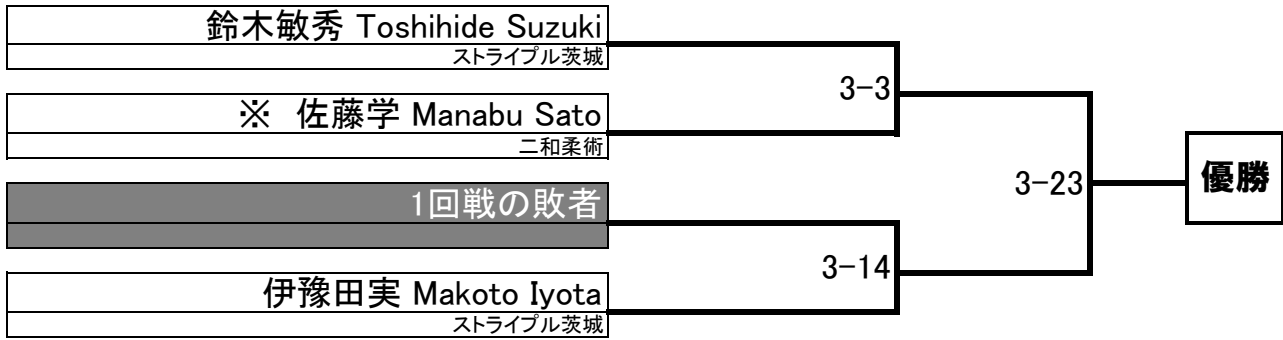 鈴木敏秀 Toshihide Suzuki
ストライプル茨城
3-3
※ 佐藤学 Manabu Sato
二和柔術
3-23
優勝
1回戦の敗者
3-14
伊豫田実 Makoto Iyota
ストライプル茨城